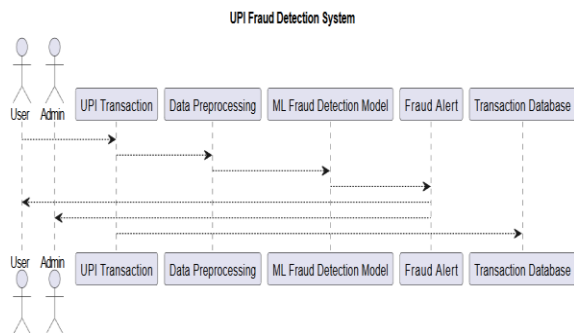 UPI Fraud Detection System
User Admin UPI Transaction Data Preprocessing ML Fraud Detection Model Fraud Alert Transaction Database
User Admin UPI Transaction Data Preprocessing ML Fraud Detection Model Fraud Alert Transaction Database